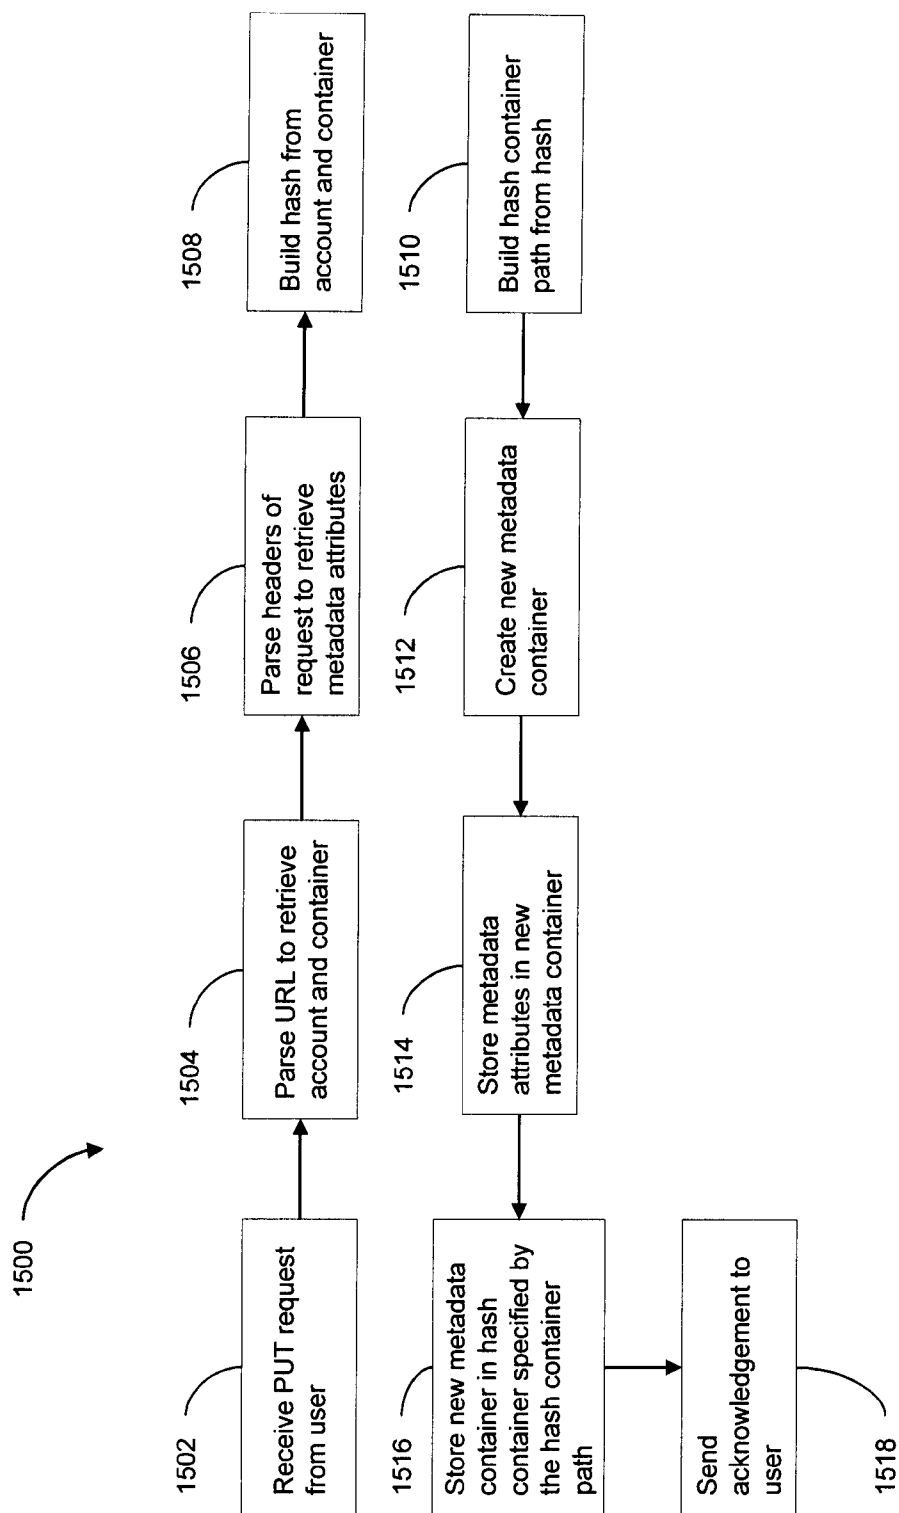 1500
1502
Receive PUT request
from user
1504
Parse URL to retrieve
account and container
1506
Parse headers of
request to retrieve
metadata attributes
1508
Build hash from
account and container
1510
Build hash container
path from hash
1512
Create new metadata
container
1514
Store metadata
attributes in new
metadata container
1516
Store new metadata
container in hash
container specified by
the hash container
path
Send
acknowledgement to
user
1518